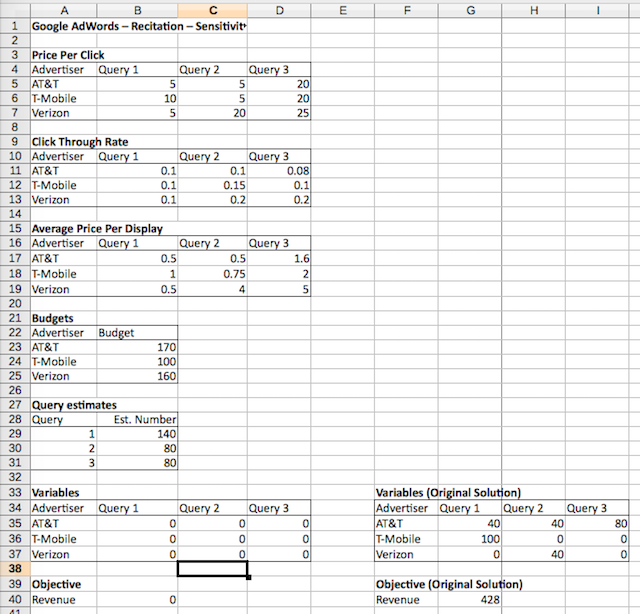 A B C D E F G H I
1 Google AdWords – Recitation – Sensitivit
2
3 Price Per Click
4 Advertiser Query 1 Query 2 Query 3
5 AT&T 5 5 20
6 T-Mobile 10 5 20
7 Verizon 5 20 25
8
9 Click Through Rate
10 Advertiser Query 1 Query 2 Query 3
11 AT&T 0.1 0.1 0.08
12 T-Mobile 0.1 0.15 0.1
13 Verizon 0.1 0.2 0.2
14
15 Average Price Per Display
16 Advertiser Query 1 Query 2 Query 3
17 AT&T 0.5 0.5 1.6
18 T-Mobile 1 0.75 2
19 Verizon 0.5 4 5
20
21 Budgets
22 Advertiser Budget
23 AT&T 170
24 T-Mobile 100
25 Verizon 160
26
27 Query estimates
28 Query Est. Number
29 1 140
30 2 80
31 3 80
32
33 Variables Variables (Original Solution)
34 Advertiser Query 1 Query 2 Query 3 Advertiser Query 1 Query 2 Query 3
35 AT&T 0 0 0 AT&T 40 40 80
36 T-Mobile 0 0 0 T-Mobile 100 0 0
37 Verizon 0 0 0 Verizon 0 40 0
38
39 Objective Objective (Original Solution)
40 Revenue 0 Revenue 428
41